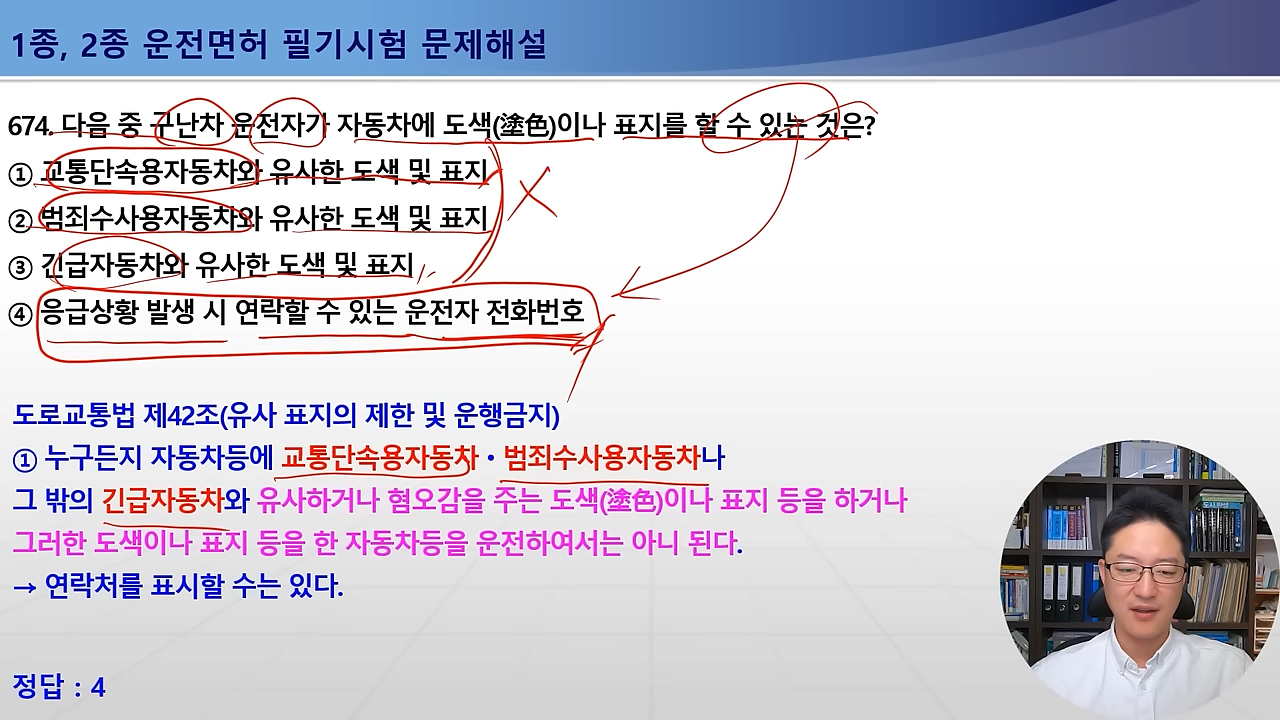 1종, 2종 운전면허 필기시험 문제해설
674. 다음 중 구난차 운전자가 자동차에 도색(塗色)이나 표지를 할 수 있는 것은?
① 교통단속용자동차와 유사한 도색 및 표지
② 범죄수사용자동차와 유사한 도색 및 표지
③ 긴급자동차와 유사한 도색 및 표지
④ 응급상황 발생 시 연락할 수 있는 운전자 전화번호
도로교통법 제42조(유사 표지의 제한 및 운행금지)
① 누구든지 자동차등에 교통단속용자동차·범죄수사용자동차나
그 밖의 긴급자동차와 유사하거나 혐오감을 주는 도색(塗色)이나 표지 등을 하거나
그러한 도색이나 표지 등을 한 자동차등을 운전하여서는 아니 된다.
→ 연락처를 표시할 수는 있다.
정답 : 4